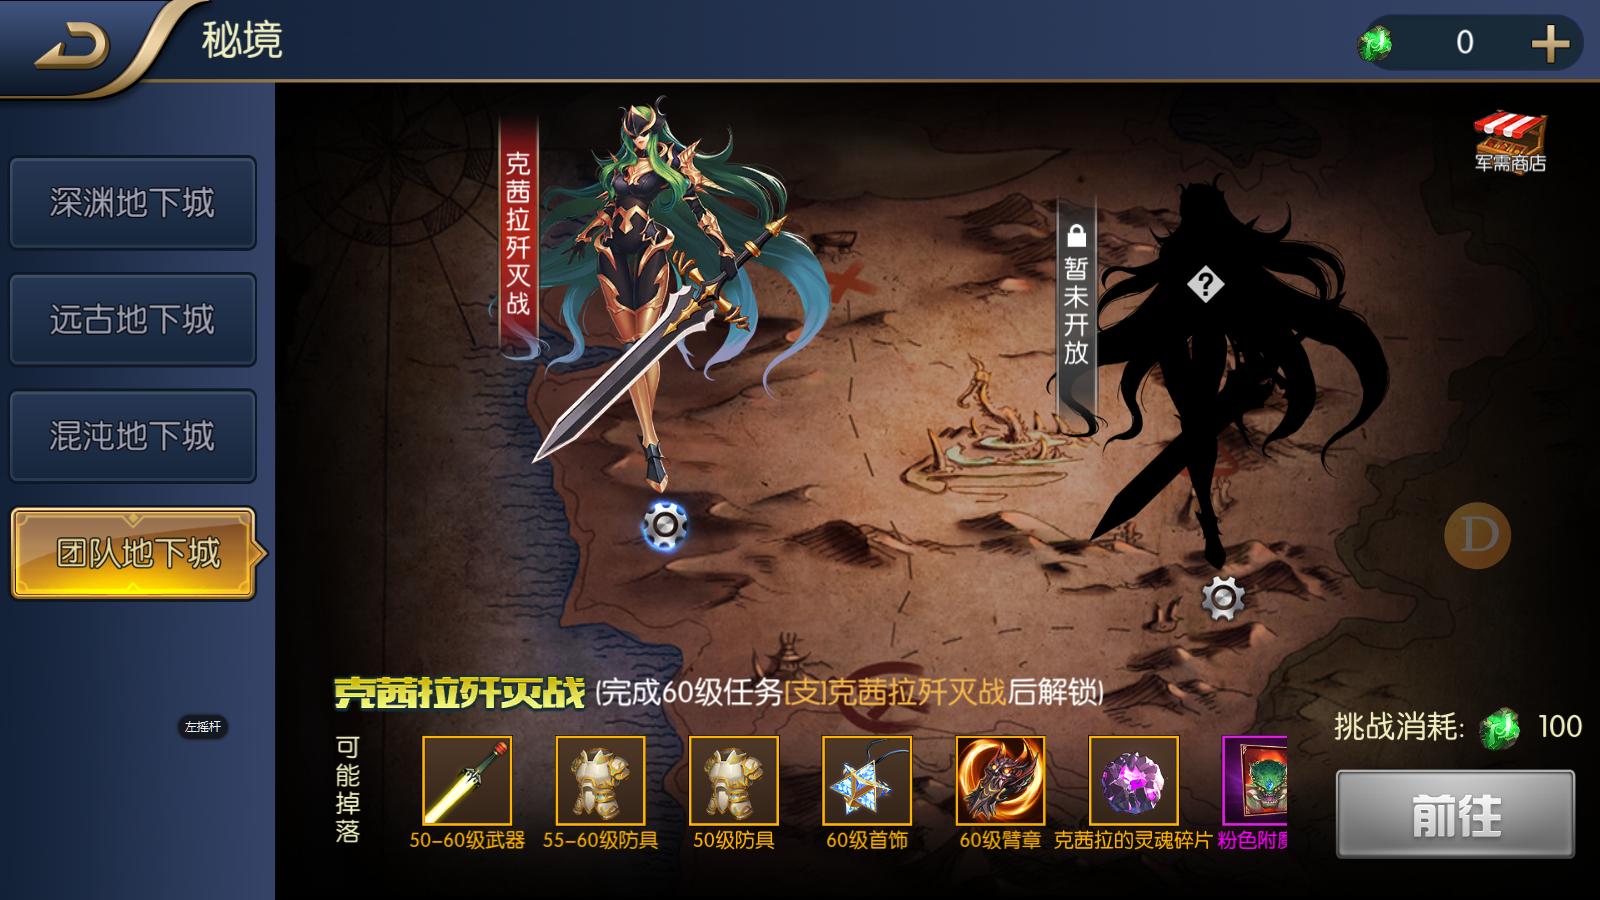 秘境
0
军需商店
深渊地下城
远古地下城
混沌地下城
团队地下城
左摇杆
克茜拉歼灭战
暂未开放
?
D
克茜拉歼灭战 (完成60级任务[支]克茜拉歼灭战后解锁)
可能掉落
50-60级武器
55-60级防具
50级防具
60级首饰
60级臂章
克茜拉的灵魂碎片
粉色附魔
挑战消耗: 100
前往